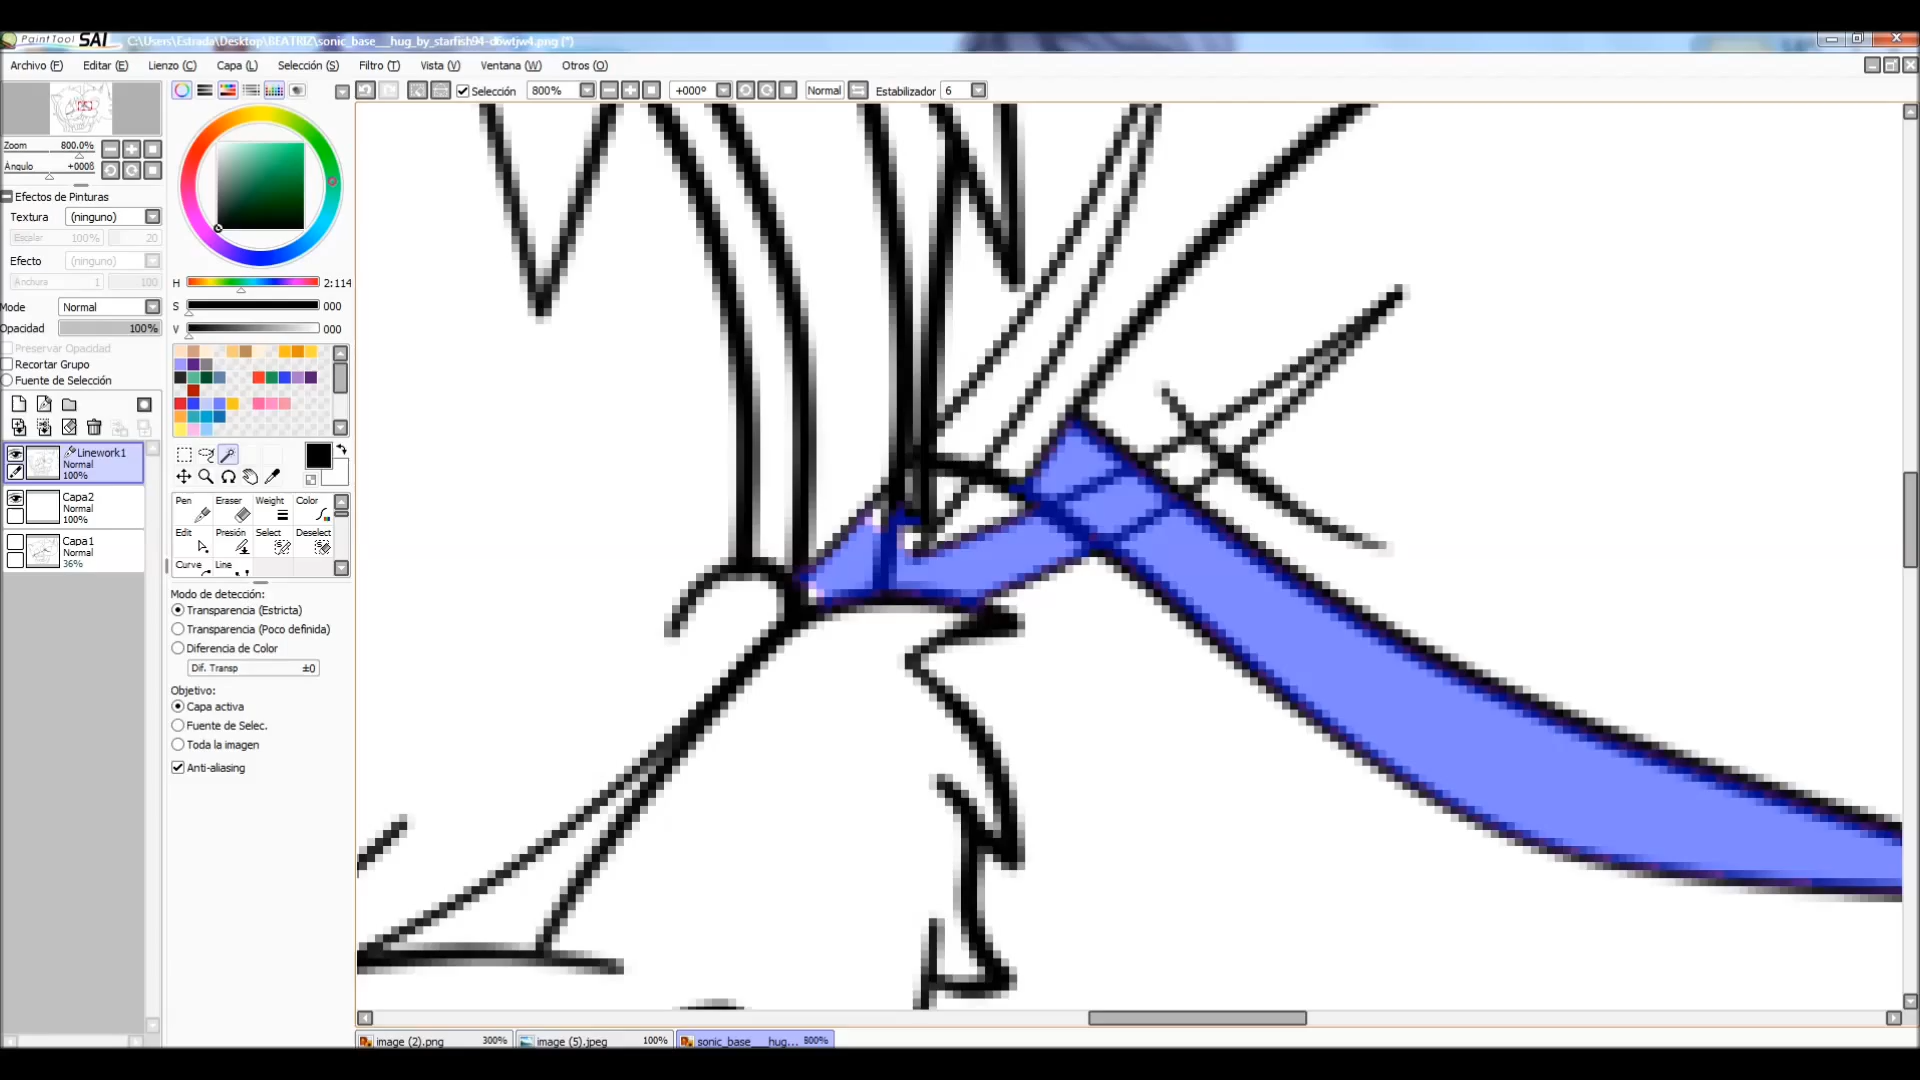 PaintTool SAI C:\Users\Estrada\Desktop\BEATRIZ\sonic_base__hug_by_starfish94-d6wtjw4.png (*)
Archivo (F) Editar (E) Lienzo (C) Capa (L) Selección (S) Filtro (T) Vista (V) Ventana (W) Otros (O)
Selección 800% +000º Normal Estabilizador 6
Zoom 800.0%
Àngulo +000ß
Efectos de Pinturas
Textura (ninguno)
Escalar 100% 20
Efecto (ninguno)
Anchura 1 100
Mode Normal
Opacidad 100%
Preservar Opacidad
Recortar Grupo
Fuente de Selección
Linework1
Normal
100%
Capa2
Normal
100%
Capa1
Normal
36%
H 2:114
S 000
V 000
Pen Eraser Weight Color
Edit Presión Select Deselect
Curve Line
Modo de detección:
Transparencia (Estricta)
Transparencia (Poco definida)
Diferencia de Color
Dif. Transp ±0
Objetivo:
Capa activa
Fuente de Selec.
Toda la imagen
Anti-aliasing
image (2).png 300% image (5).jpeg 100% sonic_base__hug... 800%